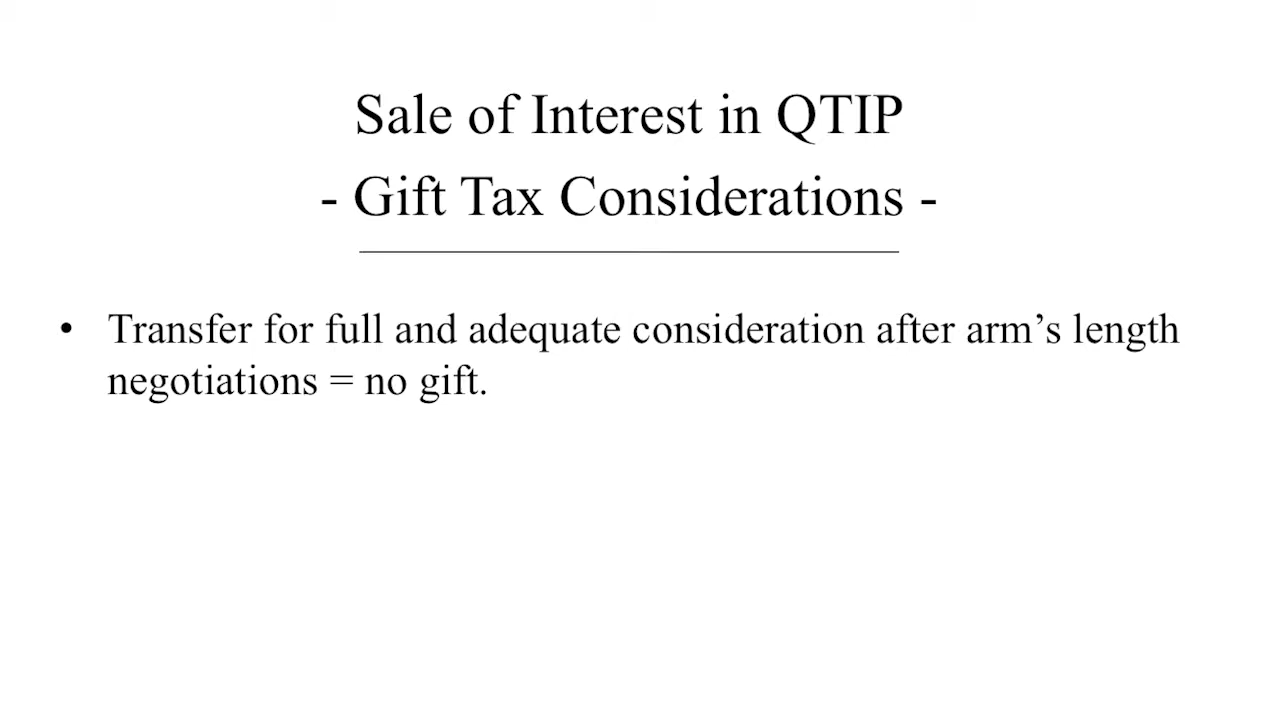 Sale of Interest in QTIP
- Gift Tax Considerations -
• Transfer for full and adequate consideration after arm’s length
negotiations = no gift.